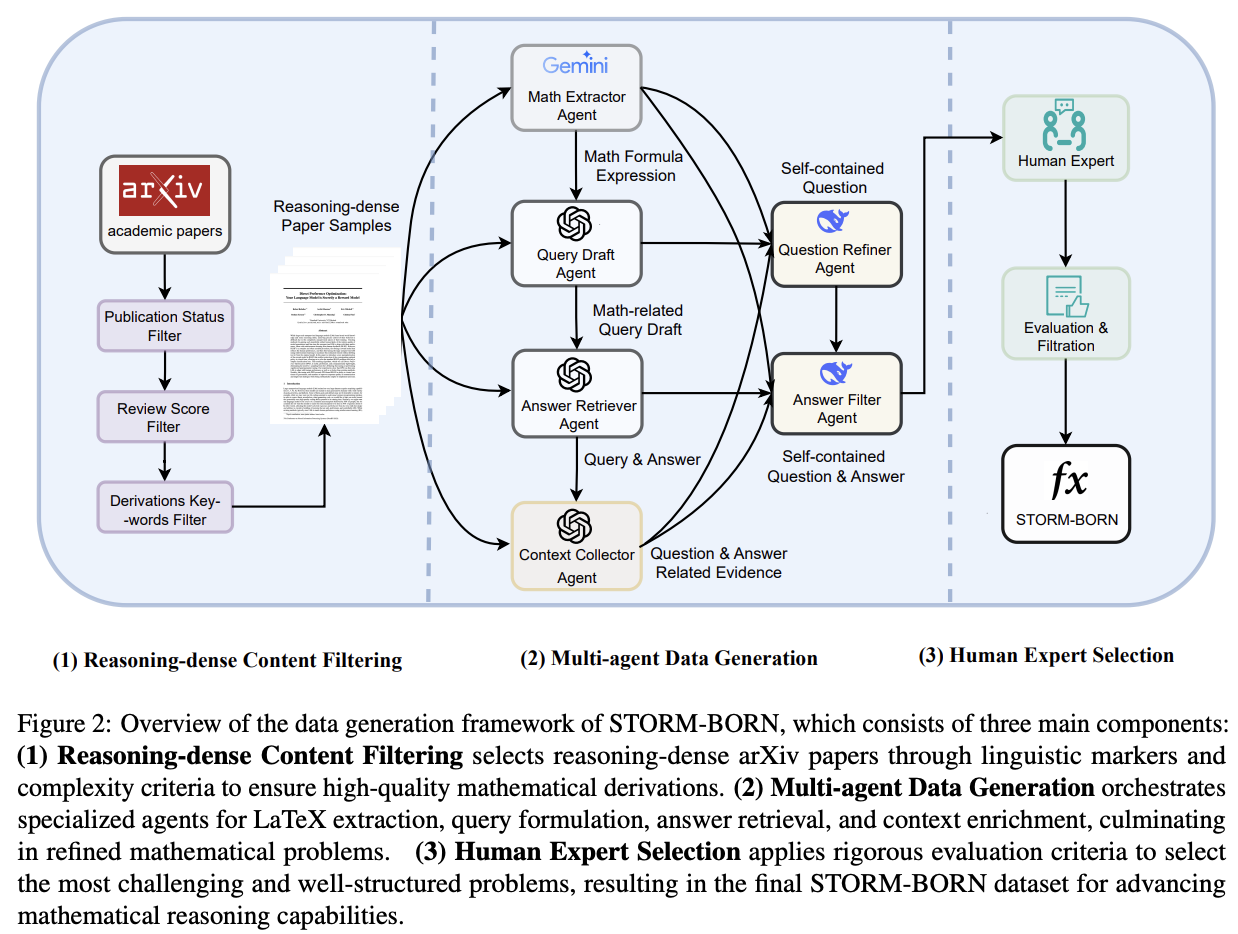 arXiv
academic papers
Publication Status
Filter
Review Score
Filter
Derivations Key-
-words Filter
Reasoning-dense
Paper Samples
Gemini
Math Extractor
Agent
Math Formula
Expression
Query Draft
Agent
Math-related
Query Draft
Answer Retriever
Agent
Query & Answer
Context Collector
Agent
Question & Answer
Related Evidence
Self-contained
Question
Question Refiner
Agent
Answer Filter
Agent
Self-contained
Question & Answer
Human Expert
Evaluation &
Filtration
fx
STORM-BORN
(1) Reasoning-dense Content Filtering
(2) Multi-agent Data Generation
(3) Human Expert Selection
Figure 2: Overview of the data generation framework of STORM-BORN, which consists of three main components:
(1) Reasoning-dense Content Filtering selects reasoning-dense arXiv papers through linguistic markers and
complexity criteria to ensure high-quality mathematical derivations. (2) Multi-agent Data Generation orchestrates
specialized agents for LaTeX extraction, query formulation, answer retrieval, and context enrichment, culminating
in refined mathematical problems. (3) Human Expert Selection applies rigorous evaluation criteria to select
the most challenging and well-structured problems, resulting in the final STORM-BORN dataset for advancing
mathematical reasoning capabilities.